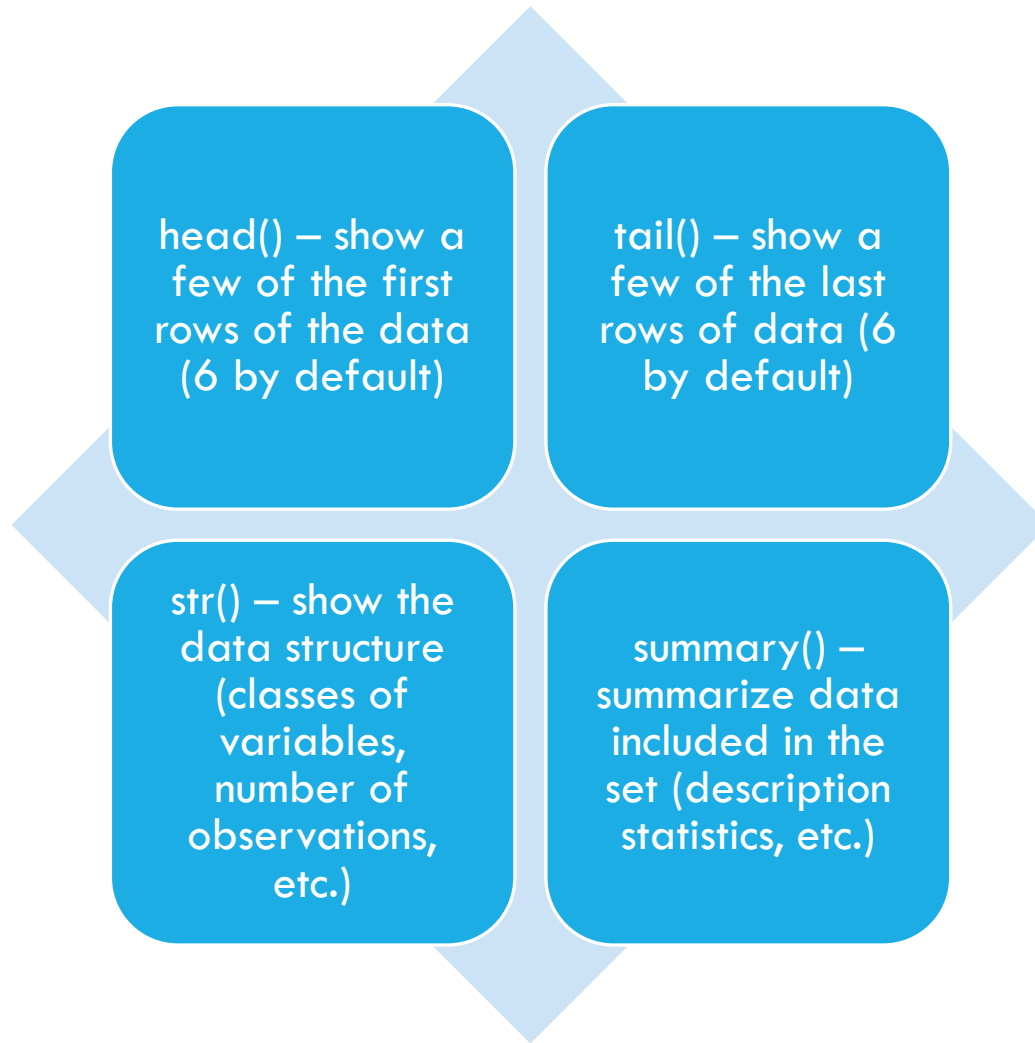 head() – show a
few of the first
rows of the data
(6 by default)
tail() – show a
few of the last
rows of data (6
by default)
str() – show the
data structure
(classes of
variables,
number of
observations,
etc.)
summary() –
summarize data
included in the
set (description
statistics, etc.)